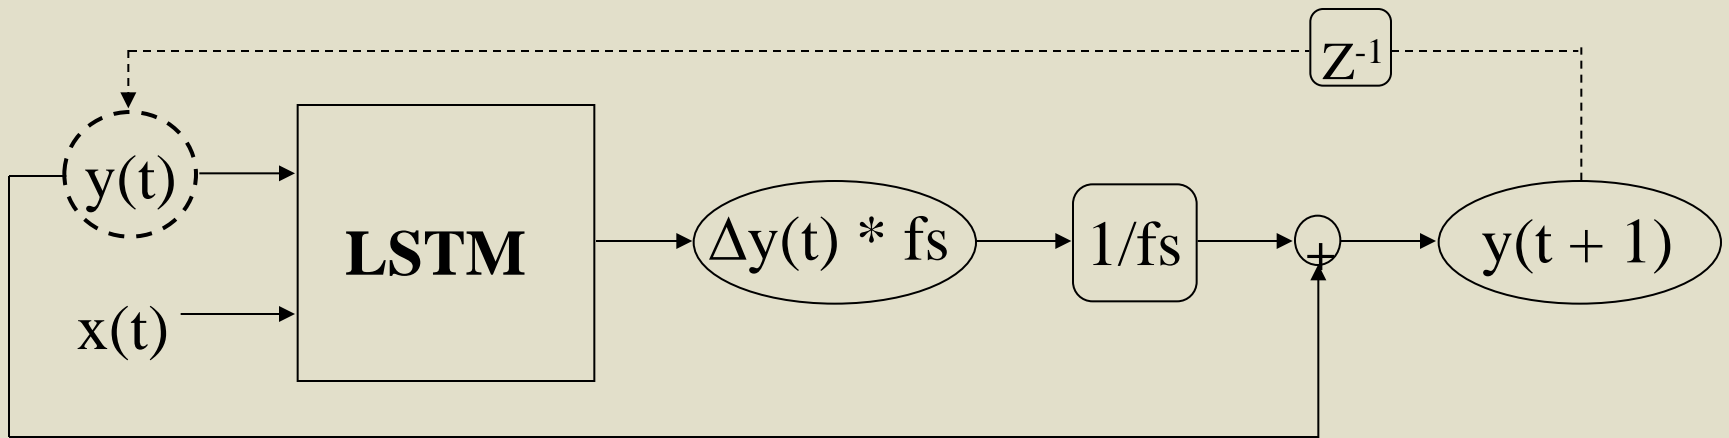 Z-1
y(t)
LSTM
Δy(t) * fs
1/fs
+
y(t + 1)
x(t)